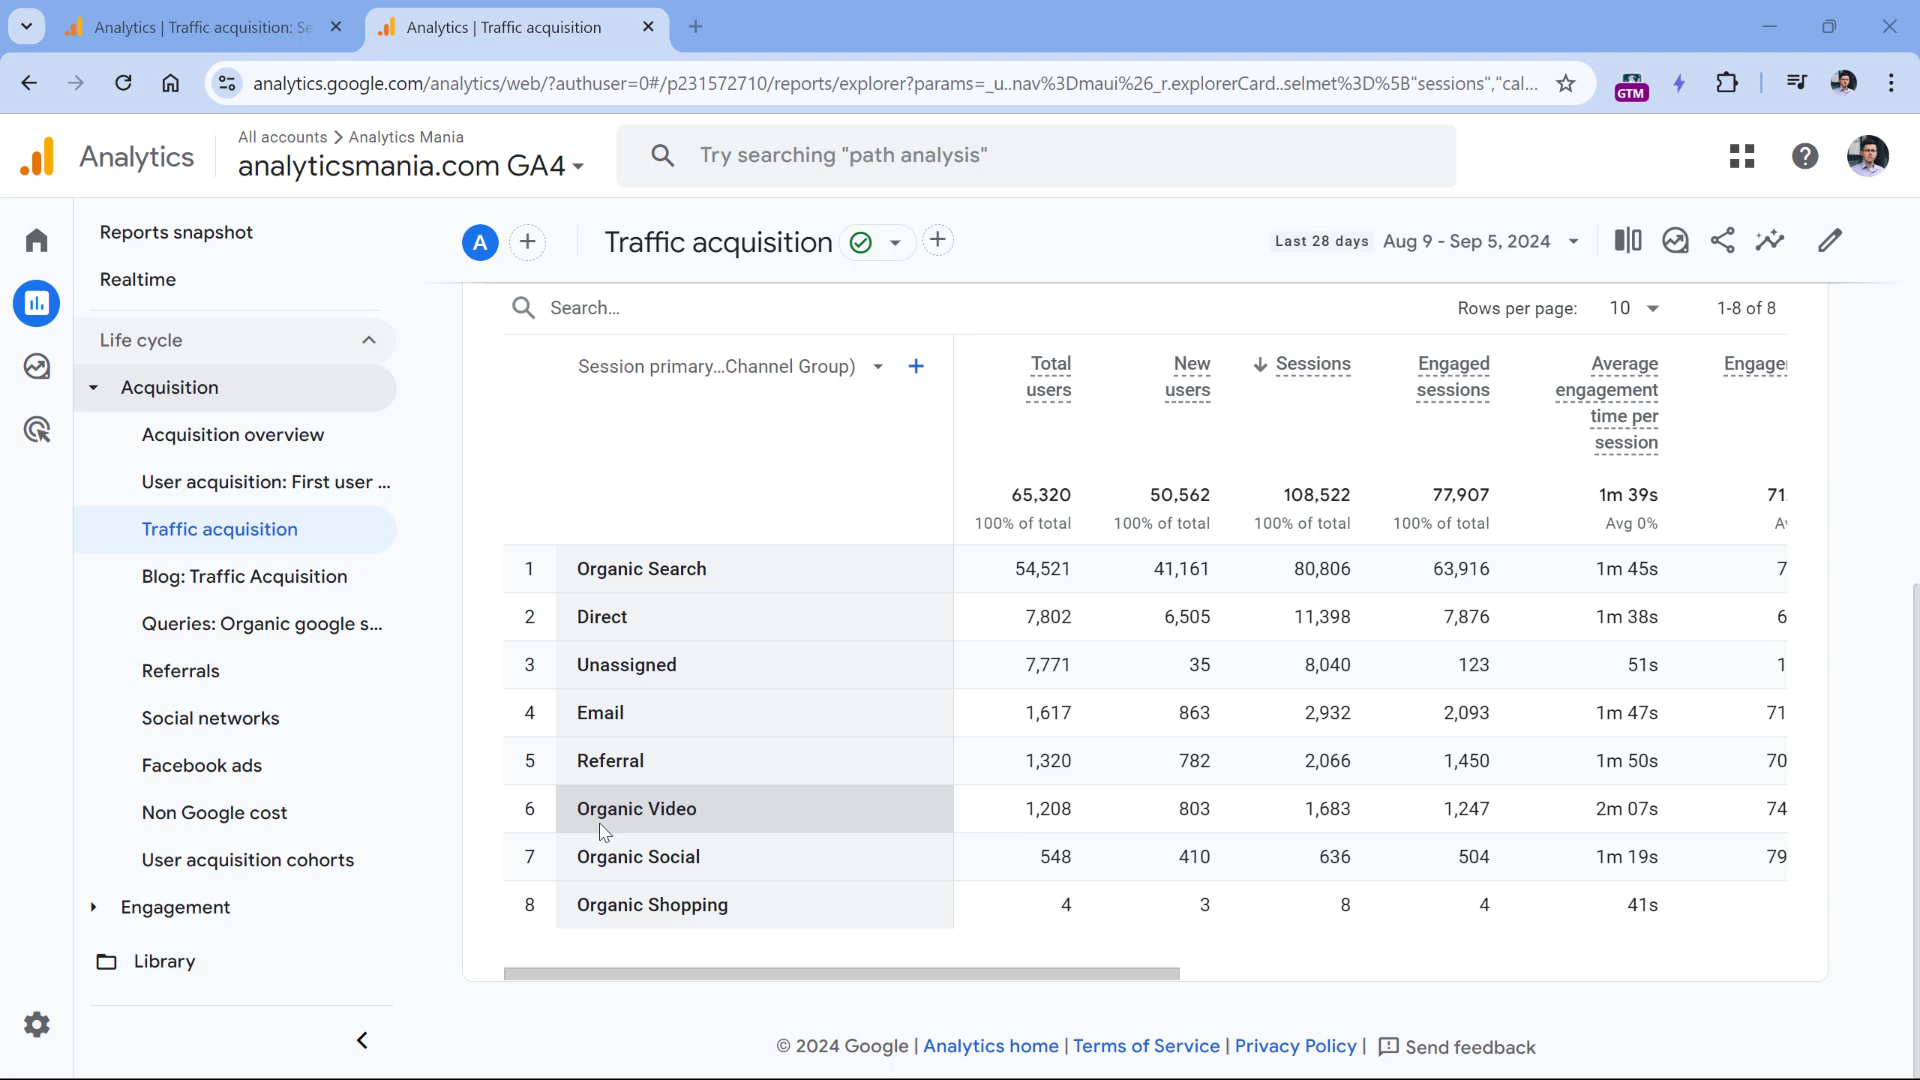 Analytics | Traffic acquisition: Se
Analytics | Traffic acquisition
analytics.google.com/analytics/web/?authuser=0#/p231572710/reports/explorer?params=_u..nav%3Dmaui%26_r.explorerCard..selmet%3D%5B"sessions","cal...
GTM
Analytics
All accounts > Analytics Mania
analyticsmania.com GA4
Try searching "path analysis"
Reports snapshot
Realtime
Life cycle
Acquisition
Acquisition overview
User acquisition: First user ...
Traffic acquisition
Blog: Traffic Acquisition
Queries: Organic google s...
Referrals
Social networks
Facebook ads
Non Google cost
User acquisition cohorts
Engagement
Library
A
Traffic acquisition
Last 28 days Aug 9 - Sep 5, 2024
Search...
Rows per page: 10 1-8 of 8
Session primary...Channel Group)
Total users
New users
Sessions
Engaged sessions
Average engagement time per session
Engage
65,320 50,562 108,522 77,907 1m 39s 71.
100% of total 100% of total 100% of total 100% of total Avg 0% Av
1 Organic Search 54,521 41,161 80,806 63,916 1m 45s 7
2 Direct 7,802 6,505 11,398 7,876 1m 38s 6
3 Unassigned 7,771 35 8,040 123 51s 1
4 Email 1,617 863 2,932 2,093 1m 47s 71
5 Referral 1,320 782 2,066 1,450 1m 50s 70
6 Organic Video 1,208 803 1,683 1,247 2m 07s 74
7 Organic Social 548 410 636 504 1m 19s 79
8 Organic Shopping 4 3 8 4 41s
© 2024 Google | Analytics home | Terms of Service | Privacy Policy | Send feedback